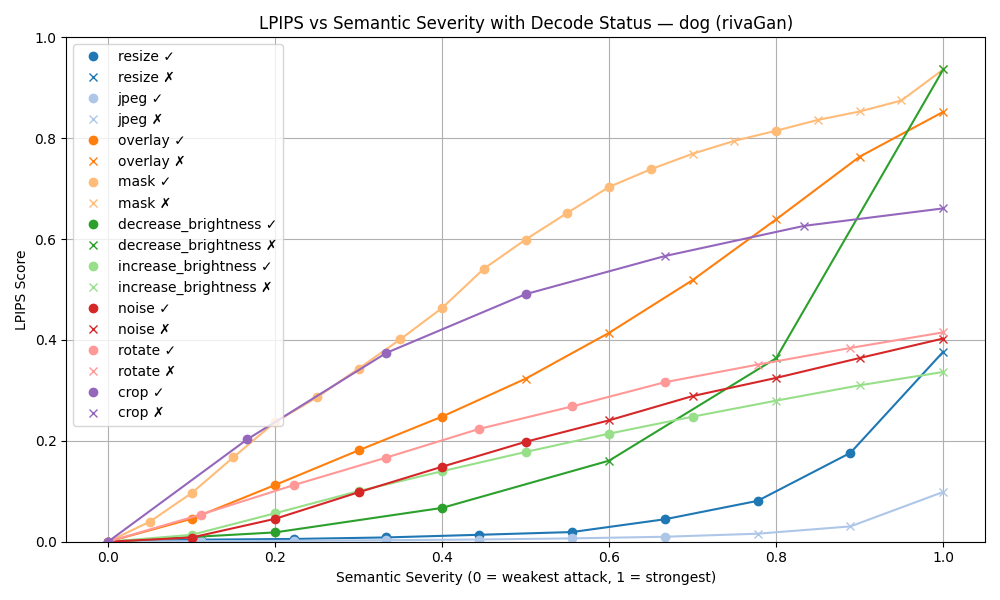 LPIPS vs Semantic Severity with Decode Status — dog (rivaGan)
1.0
0.8
0.6
0.4
0.2
0.0
LPIPS Score
resize ✓
resize ✗
jpeg ✓
jpeg ✗
overlay ✓
overlay ✗
mask ✓
mask ✗
decrease_brightness ✓
decrease_brightness ✗
increase_brightness ✓
increase_brightness ✗
noise ✓
noise ✗
rotate ✓
rotate ✗
crop ✓
crop ✗
0.0 0.2 0.4 0.6 0.8 1.0
Semantic Severity (0 = weakest attack, 1 = strongest)